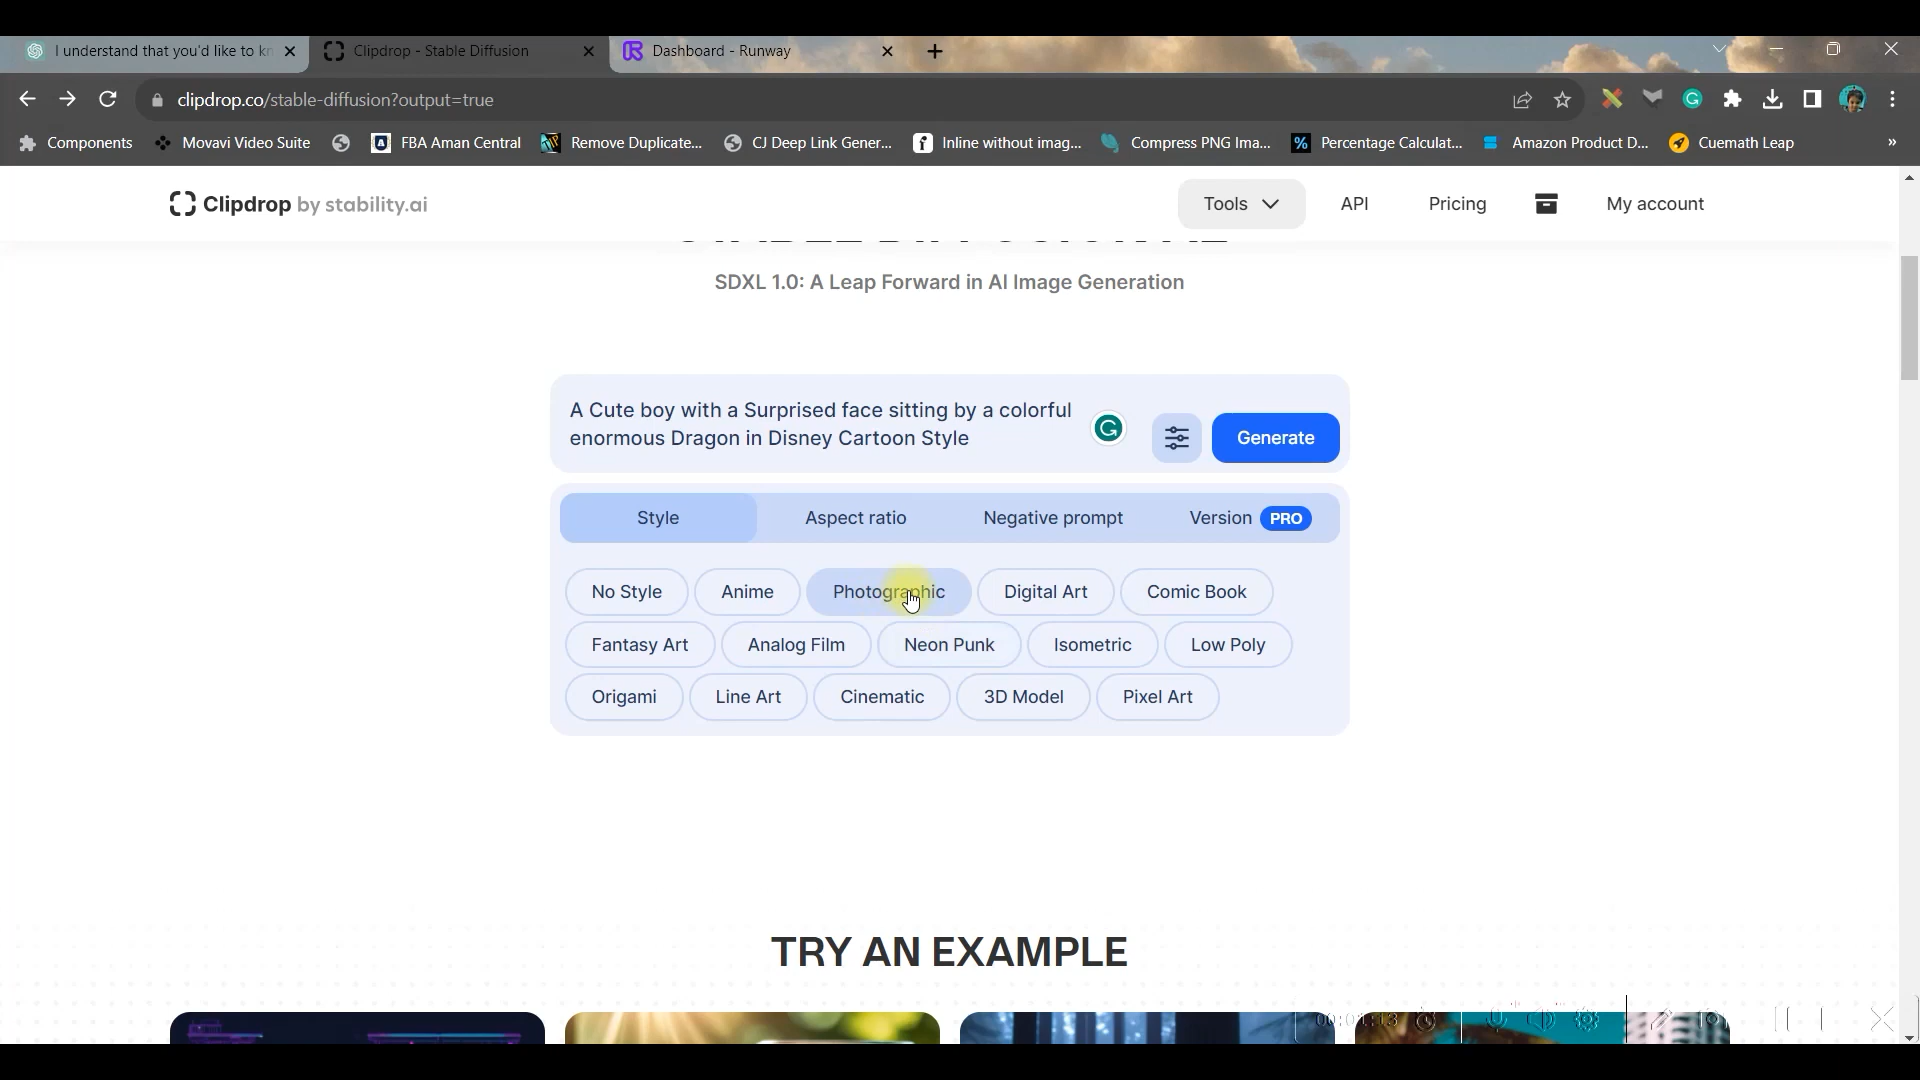 I understand that you'd like to kn
Clipdrop - Stable Diffusion
Dashboard - Runway
clipdrop.co/stable-diffusion?output=true
Components
Movavi Video Suite
FBA Aman Central
Remove Duplicate...
CJ Deep Link Gener...
Inline without imag...
Compress PNG Ima...
%
Percentage Calculat...
Amazon Product D...
Cuemath Leap
»
Clipdrop by stability.ai
Tools
API
Pricing
My account
SDXL 1.0: A Leap Forward in AI Image Generation
A Cute boy with a Surprised face sitting by a colorful
enormous Dragon in Disney Cartoon Style
Generate
Style
Aspect ratio
Negative prompt
Version PRO
No Style
Anime
Photographic
Digital Art
Comic Book
Fantasy Art
Analog Film
Neon Punk
Isometric
Low Poly
Origami
Line Art
Cinematic
3D Model
Pixel Art
TRY AN EXAMPLE